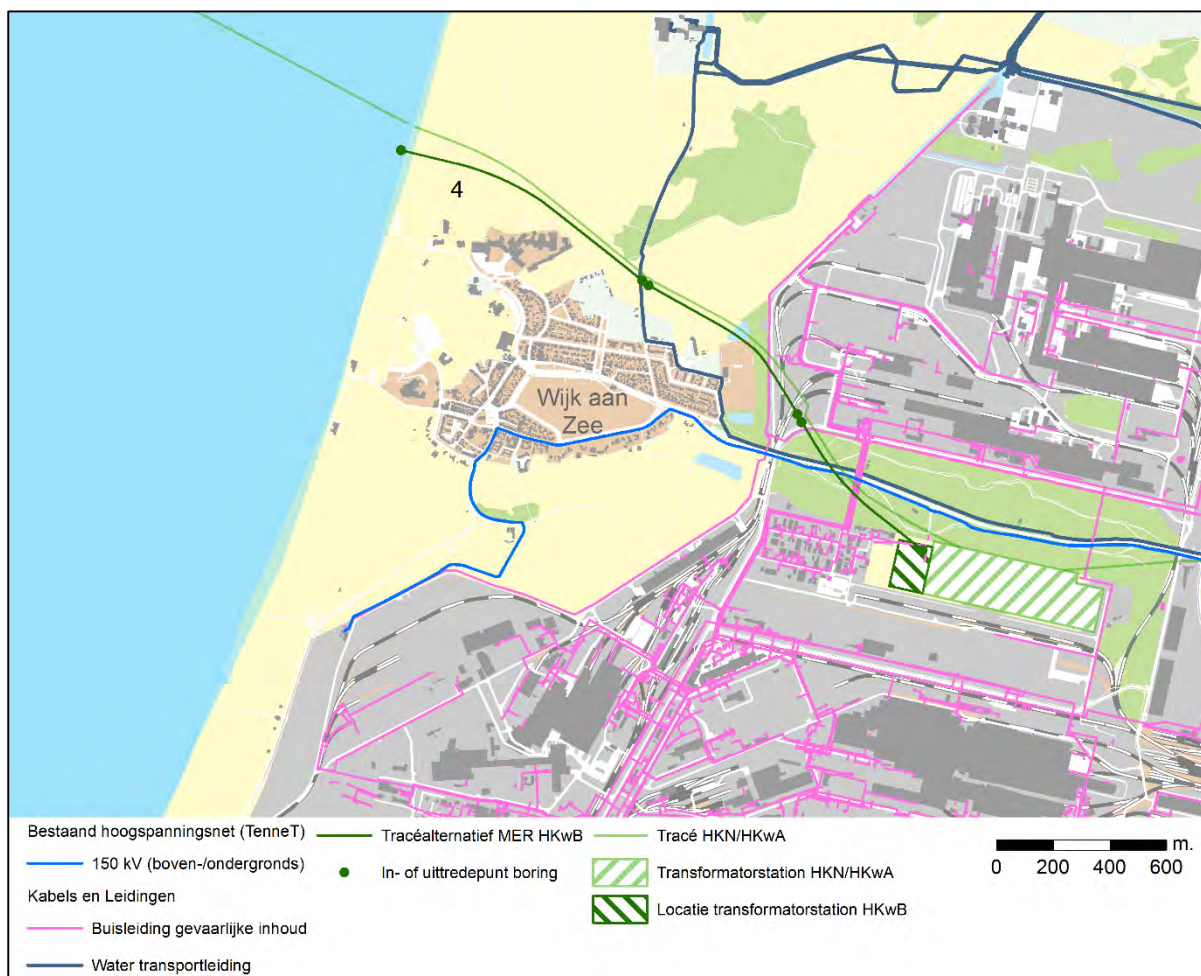 4
Wijk aan
Zee
Bestaand hoogspanningsnet (TenneT)
150 kV (boven-/ondergronds)
Kabels en Leidingen
Buisleiding gevaarlijke inhoud
Water transportleiding
Tracéalternatief MER HKwB
In- of uittredepunt boring
Tracé HKN/HKwA
Transformatorstation HKN/HKwA
Locatie transformatorstation HKwB
m.
0 200 400 600